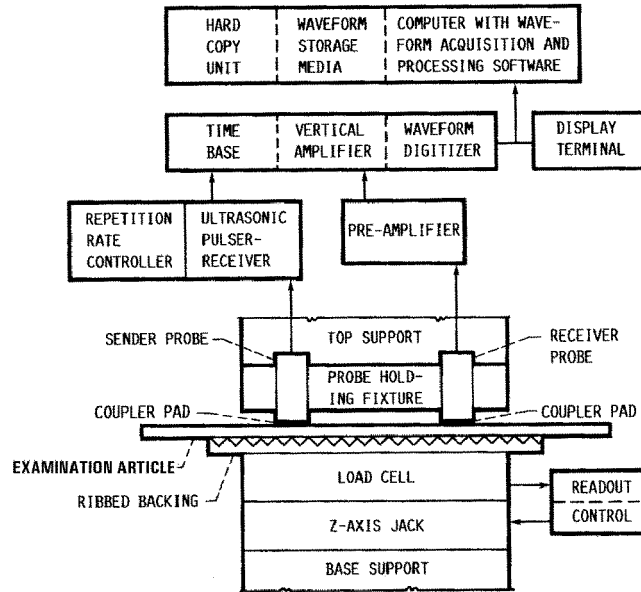 HARD
COPY
UNIT
WAVEFORM
STORAGE
MEDIA
COMPUTER WITH WAVE-
FORM ACQUISITION AND
PROCESSING SOFTWARE
TIME
BASE
VERTICAL
AMPLIFIER
WAVEFORM
DIGITIZER
DISPLAY
TERMINAL
REPETITION
RATE
CONTROLLER
ULTRASONIC
PULSER-
RECEIVER
PRE-AMPLIFIER
SENDER PROBE
TOP SUPPORT
RECEIVER
PROBE
PROBE HOLD-
ING FIXTURE
COUPLER PAD
COUPLER PAD
EXAMINATION ARTICLE
RIBBED BACKING
LOAD CELL
READOUT
CONTROL
Z-AXIS JACK
BASE SUPPORT